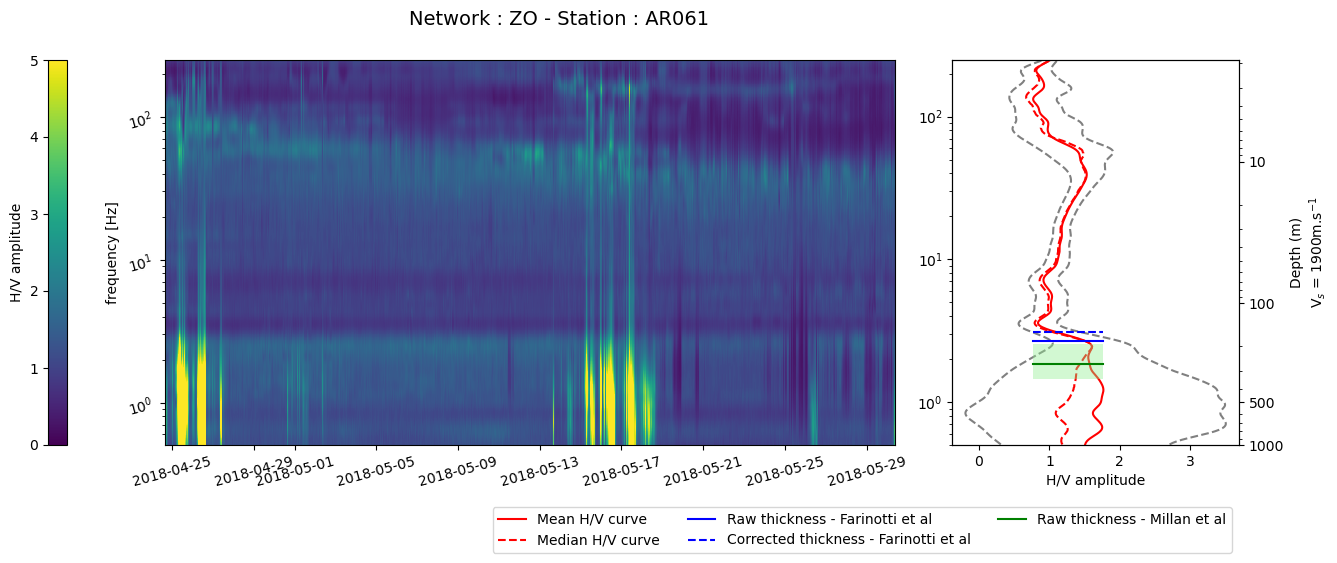 Network : ZO - Station : AR061
5
4
3
2
1
0
H/V amplitude
frequency [Hz]
10²
10¹
10⁰
2018-04-25
2018-04-29
2018-05-01
2018-05-05
2018-05-09
2018-05-13
2018-05-17
2018-05-21
2018-05-25
2018-05-29
10²
10¹
10⁰
0
1
2
3
H/V amplitude
10
100
500
1000
Depth (m)
Vₛ = 1900m.s⁻¹
Mean H/V curve
Median H/V curve
Raw thickness - Farinotti et al
Corrected thickness - Farinotti et al
Raw thickness - Millan et al